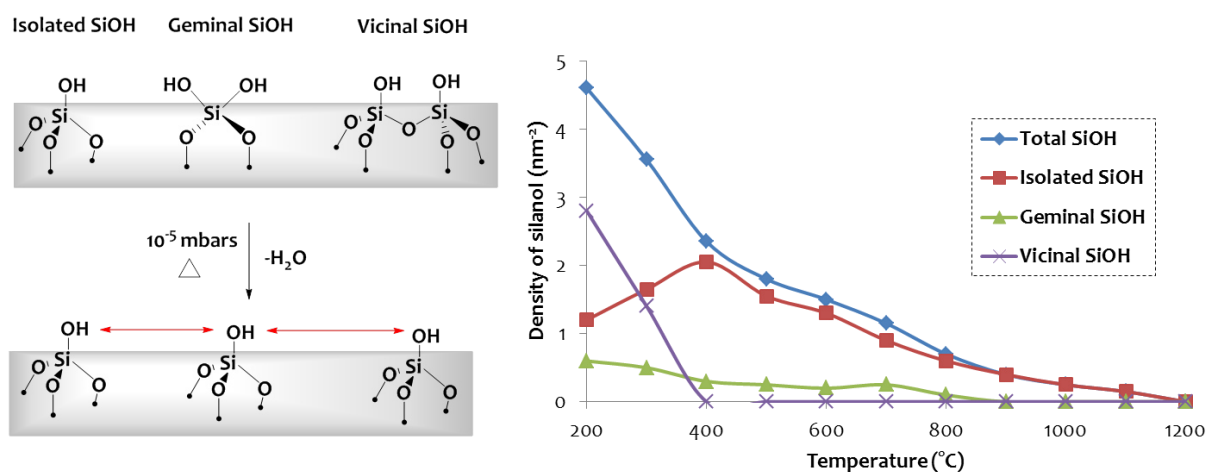 Isolated SiOH Geminal SiOH Vicinal SiOH
OH HO OH OH OH
Si Si Si Si
O O O O O O O O O O
10⁻⁵ mbars
△ -H₂O
OH OH OH
Si Si Si
O O O O O O O O O
Density of silanol (nm⁻²)
5
4
3
2
1
0
200 400 600 800 1000 1200
Temperature (°C)
Total SiOH
Isolated SiOH
Geminal SiOH
Vicinal SiOH